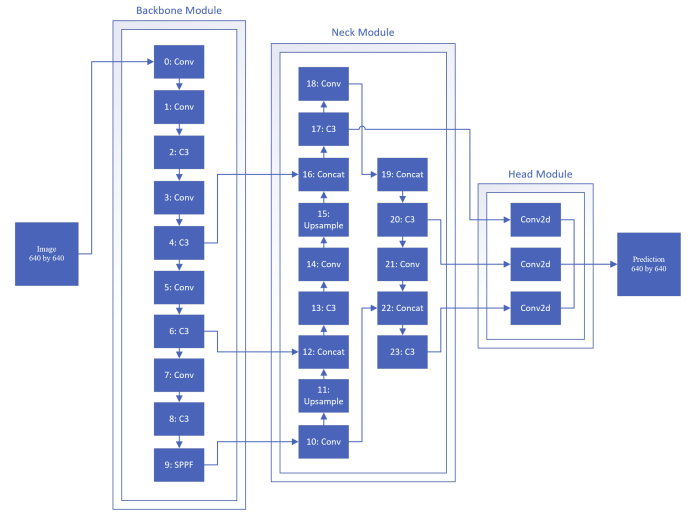 Backbone Module
0: Conv
1: Conv
2: C3
3: Conv
4: C3
5: Conv
6: C3
7: Conv
8: C3
9: SPPF
Image
640 by 640
Neck Module
18: Conv
17: C3
16: Concat
15:
Upsample
14: Conv
13: C3
12: Concat
11:
Upsample
10: Conv
19: Concat
20: C3
21: Conv
22: Concat
23: C3
Head Module
Conv2d
Conv2d
Conv2d
Prediction
640 by 640